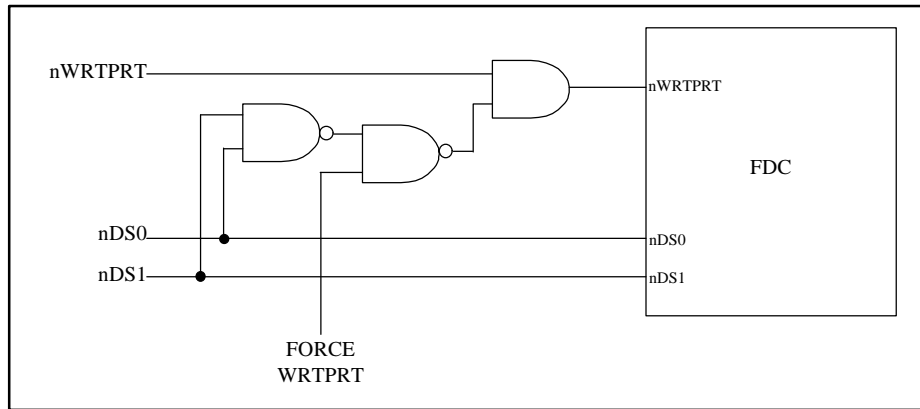 nWRTPRT
nWRTPRT
FDC
nDS0
nDS0
nDS1
nDS1
FORCE
WRTPRT